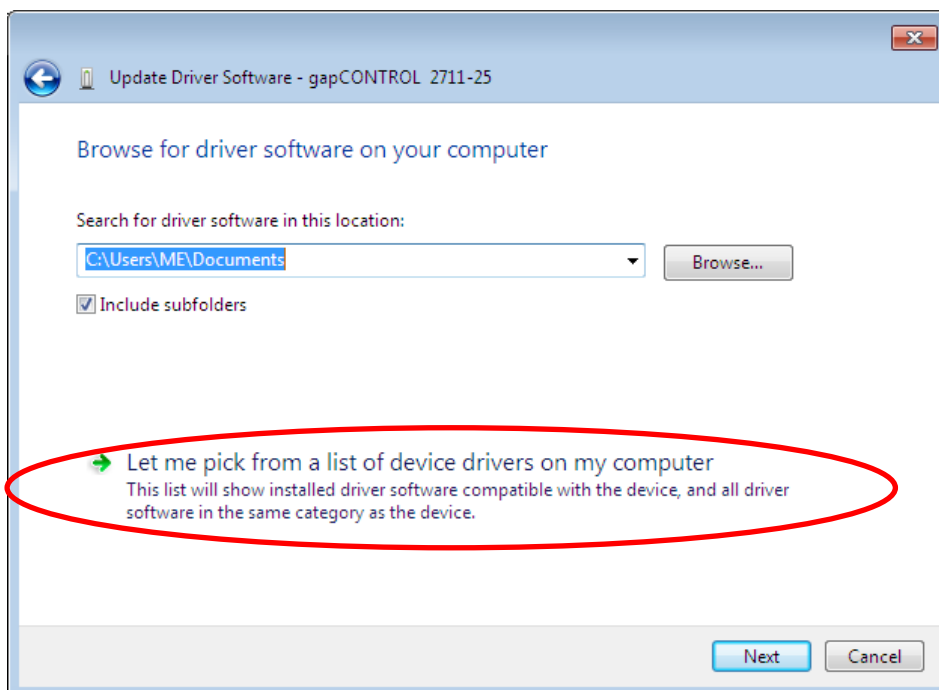 Update Driver Software - gapCONTROL 2711-25
Browse for driver software on your computer
Search for driver software in this location:
C:\Users\ME\Documents
Browse...
Include subfolders
Let me pick from a list of device drivers on my computer
This list will show installed driver software compatible with the device, and all driver
software in the same category as the device.
Next
Cancel